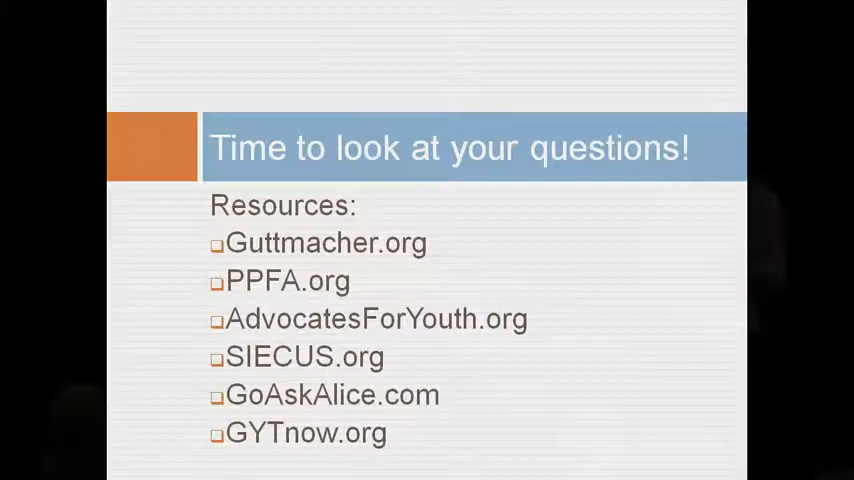 Time to look at your questions!
Resources:
Guttmacher.org
PPFA.org
AdvocatesForYouth.org
SIECUS.org
GoAskAlice.com
GYTnow.org